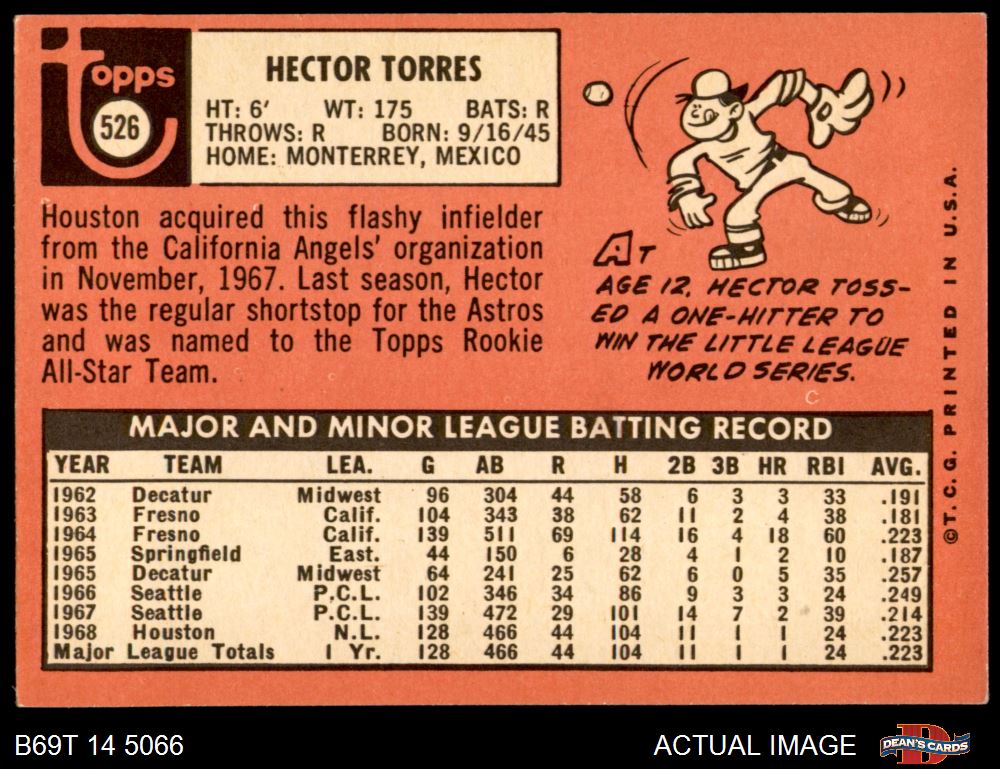 Topps
526
HECTOR TORRES
HT: 6' WT: 175 BATS: R
THROWS: R BORN: 9/16/45
HOME: MONTERREY, MEXICO
Houston acquired this flashy infielder
from the California Angels' organization
in November, 1967. Last season, Hector
was the regular shortstop for the Astros
and was named to the Topps Rookie
All-Star Team.
AT
AGE 12, HECTOR TOSS-
ED A ONE-HITTER TO
WIN THE LITTLE LEAGUE
WORLD SERIES.
C
© T. C. G. PRINTED IN U.S.A.
MAJOR AND MINOR LEAGUE BATTING RECORD
YEAR TEAM LEA. G AB R H 2B 3B HR RBI AVG.
1962 Decatur Midwest 96 304 44 58 6 3 3 33 .191
1963 Fresno Calif. 104 343 38 62 11 2 4 38 .181
1964 Fresno Calif. 139 511 69 114 16 4 18 60 .223
1965 Springfield East. 44 150 6 28 4 1 2 10 .187
1965 Decatur Midwest 64 241 25 62 6 0 5 35 .257
1966 Seattle P.C.L. 102 346 34 86 9 3 3 24 .249
1967 Seattle P.C.L. 139 472 29 101 14 7 2 39 .214
1968 Houston N.L. 128 466 44 104 11 1 1 24 .223
Major League Totals 1 Yr. 128 466 44 104 11 1 1 24 .223
B69T 14 5066
ACTUAL IMAGE
DEAN'S CARDS